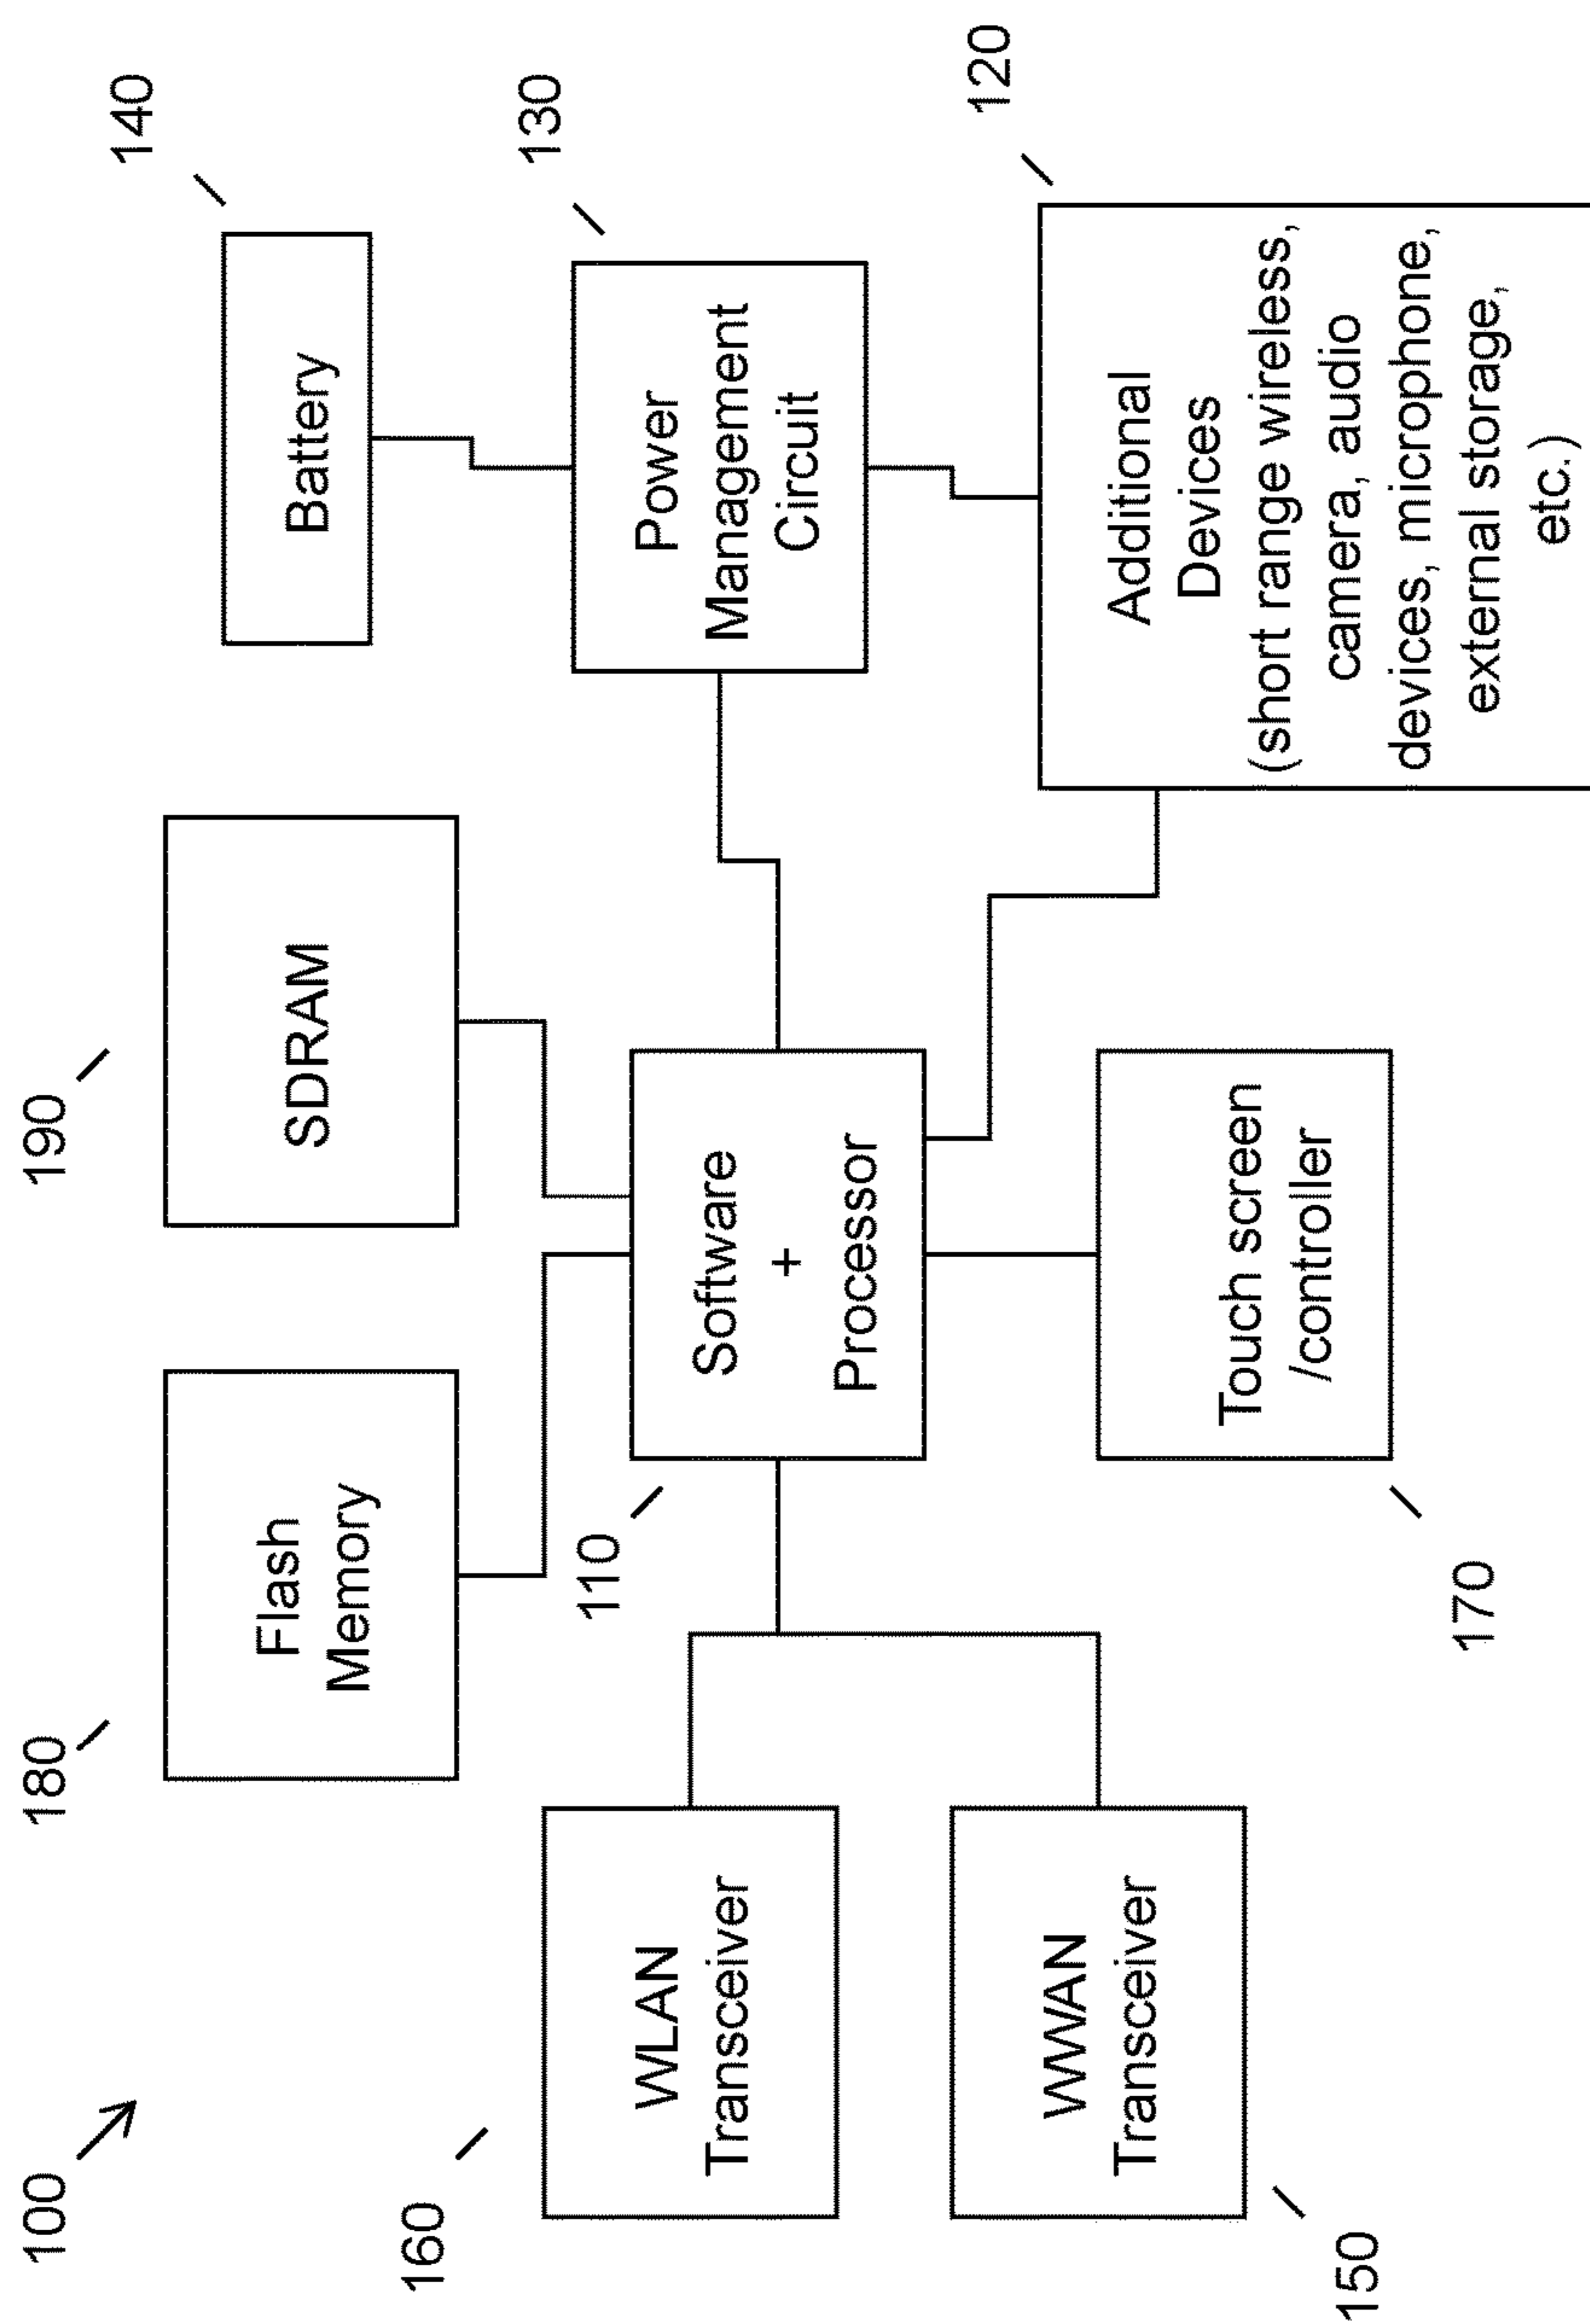 100
180
Flash
Memory
190
SDRAM
140
Battery
160
WLAN
Transceiver
110
Software
+
Processor
130
Power
Management
Circuit
150
WWAN
Transceiver
170
Touch screen
/controller
120
Additional
Devices
(short range wireless,
camera, audio
devices, microphone,
external storage,
etc.)